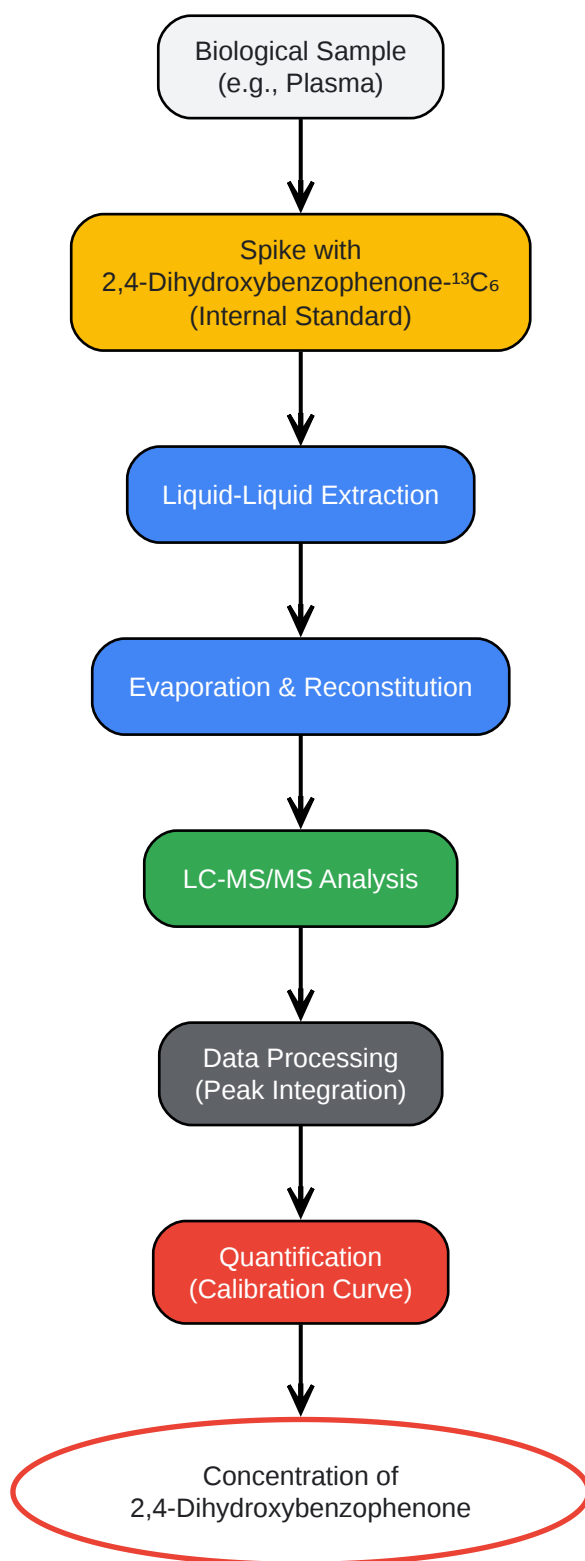 Biological Sample
(e.g., Plasma)
Spike with
2,4-Dihydroxybenzophenone-¹³C₆
(Internal Standard)
Liquid-Liquid Extraction
Evaporation & Reconstitution
LC-MS/MS Analysis
Data Processing
(Peak Integration)
Quantification
(Calibration Curve)
Concentration of
2,4-Dihydroxybenzophenone